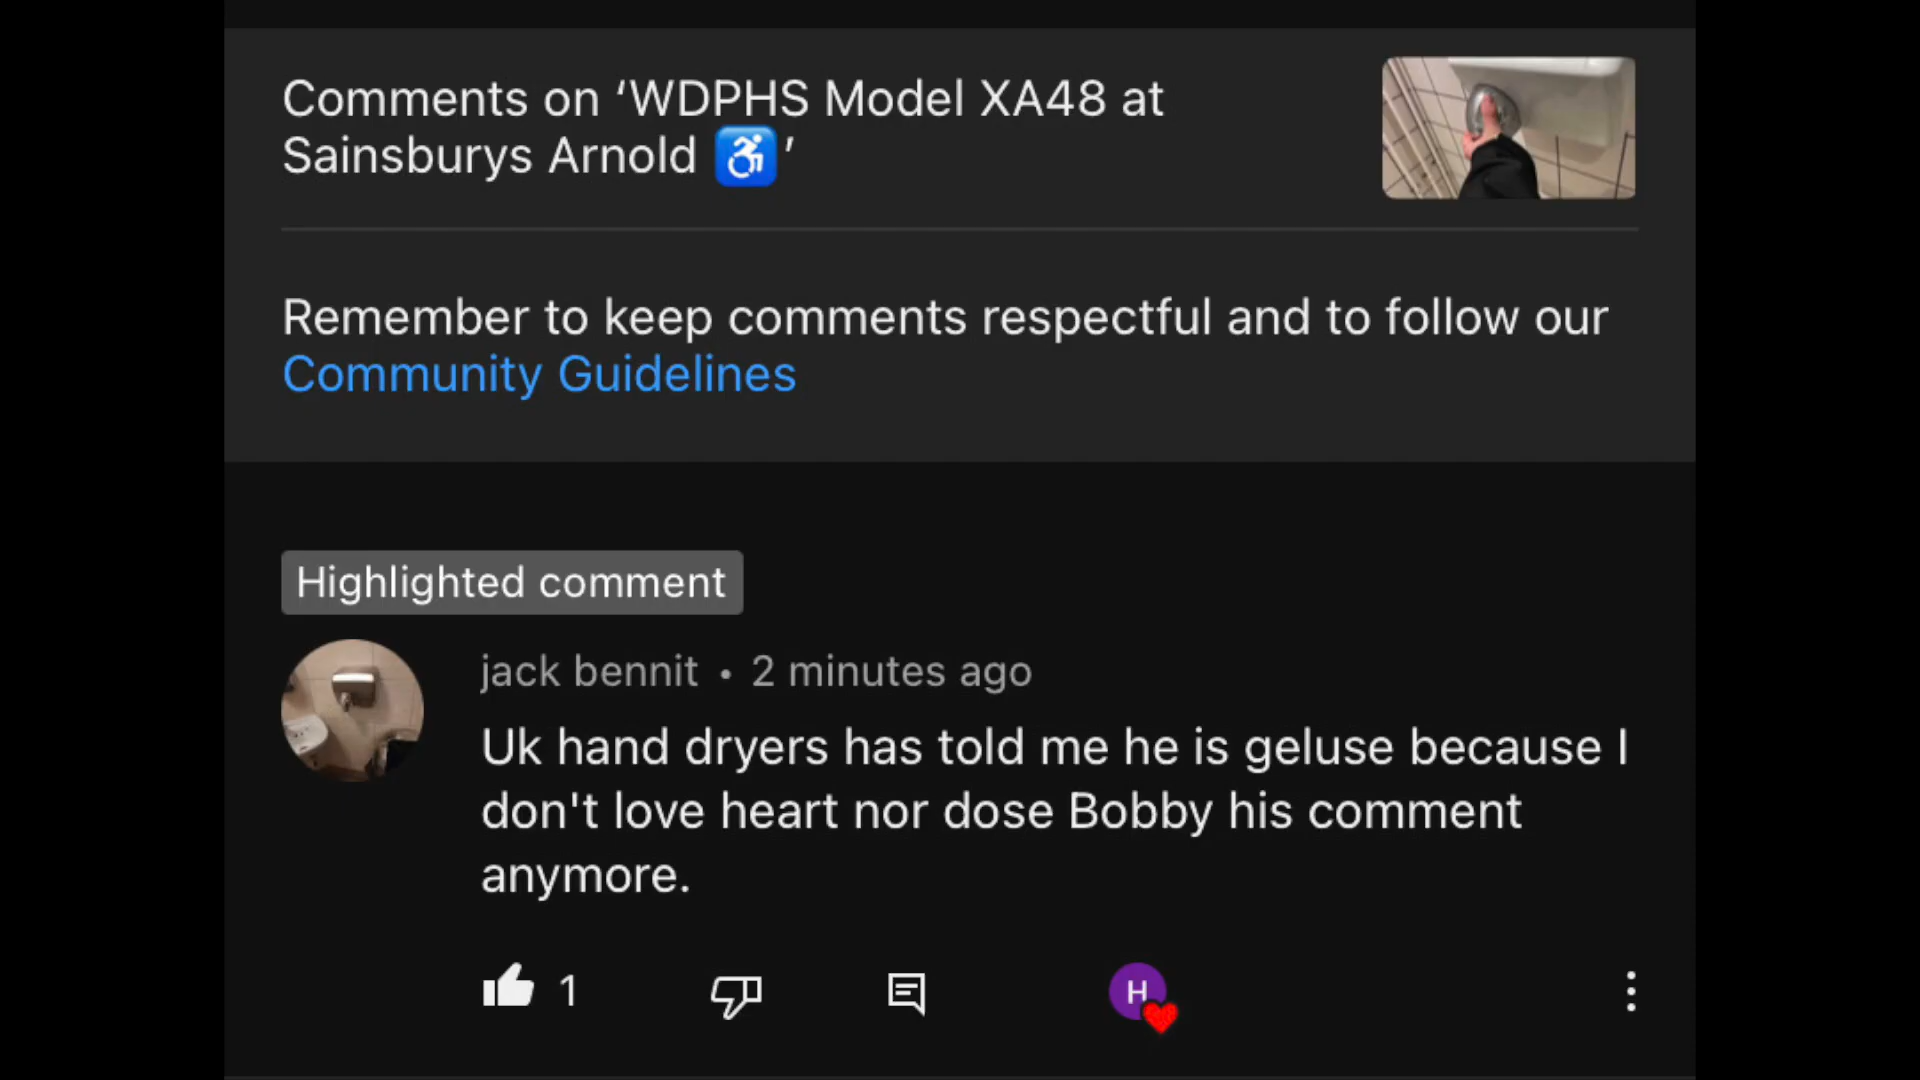 Comments on ‘WDPHS Model XA48 at
Sainsburys Arnold ♿ ’
Remember to keep comments respectful and to follow our
Community Guidelines
Highlighted comment
jack bennit • 2 minutes ago
Uk hand dryers has told me he is geluse because I
don't love heart nor dose Bobby his comment
anymore.
1
H